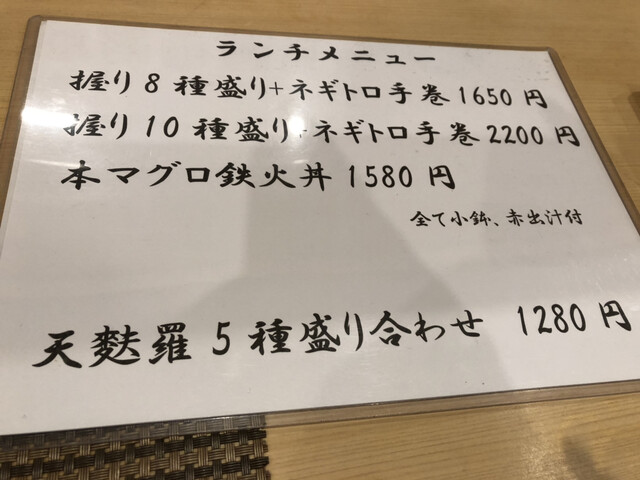 ランチメニュー
握り8種盛り+ネギトロ手巻1650円
握り10種盛り+ネギトロ手巻2200円
本マグロ鉄火丼1580円
全て小鉢、赤出汁付
天麩羅5種盛り合わせ 1280円